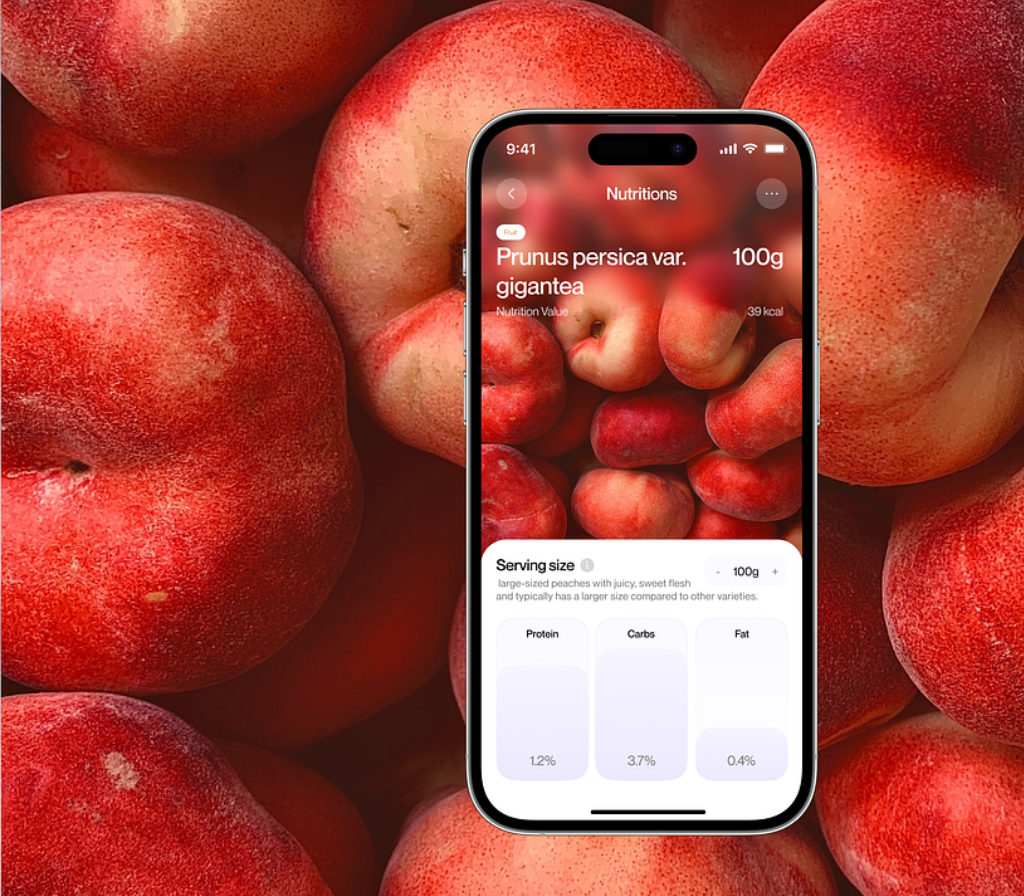 9:41
Nutritions
Fruit
Prunus persica var. 100g
gigantea
Nutrition Value 39 kcal
Serving size - 100g +
large-sized peaches with juicy, sweet flesh
and typically has a larger size compared to other varieties.
Protein Carbs Fat
1.2% 3.7% 0.4%